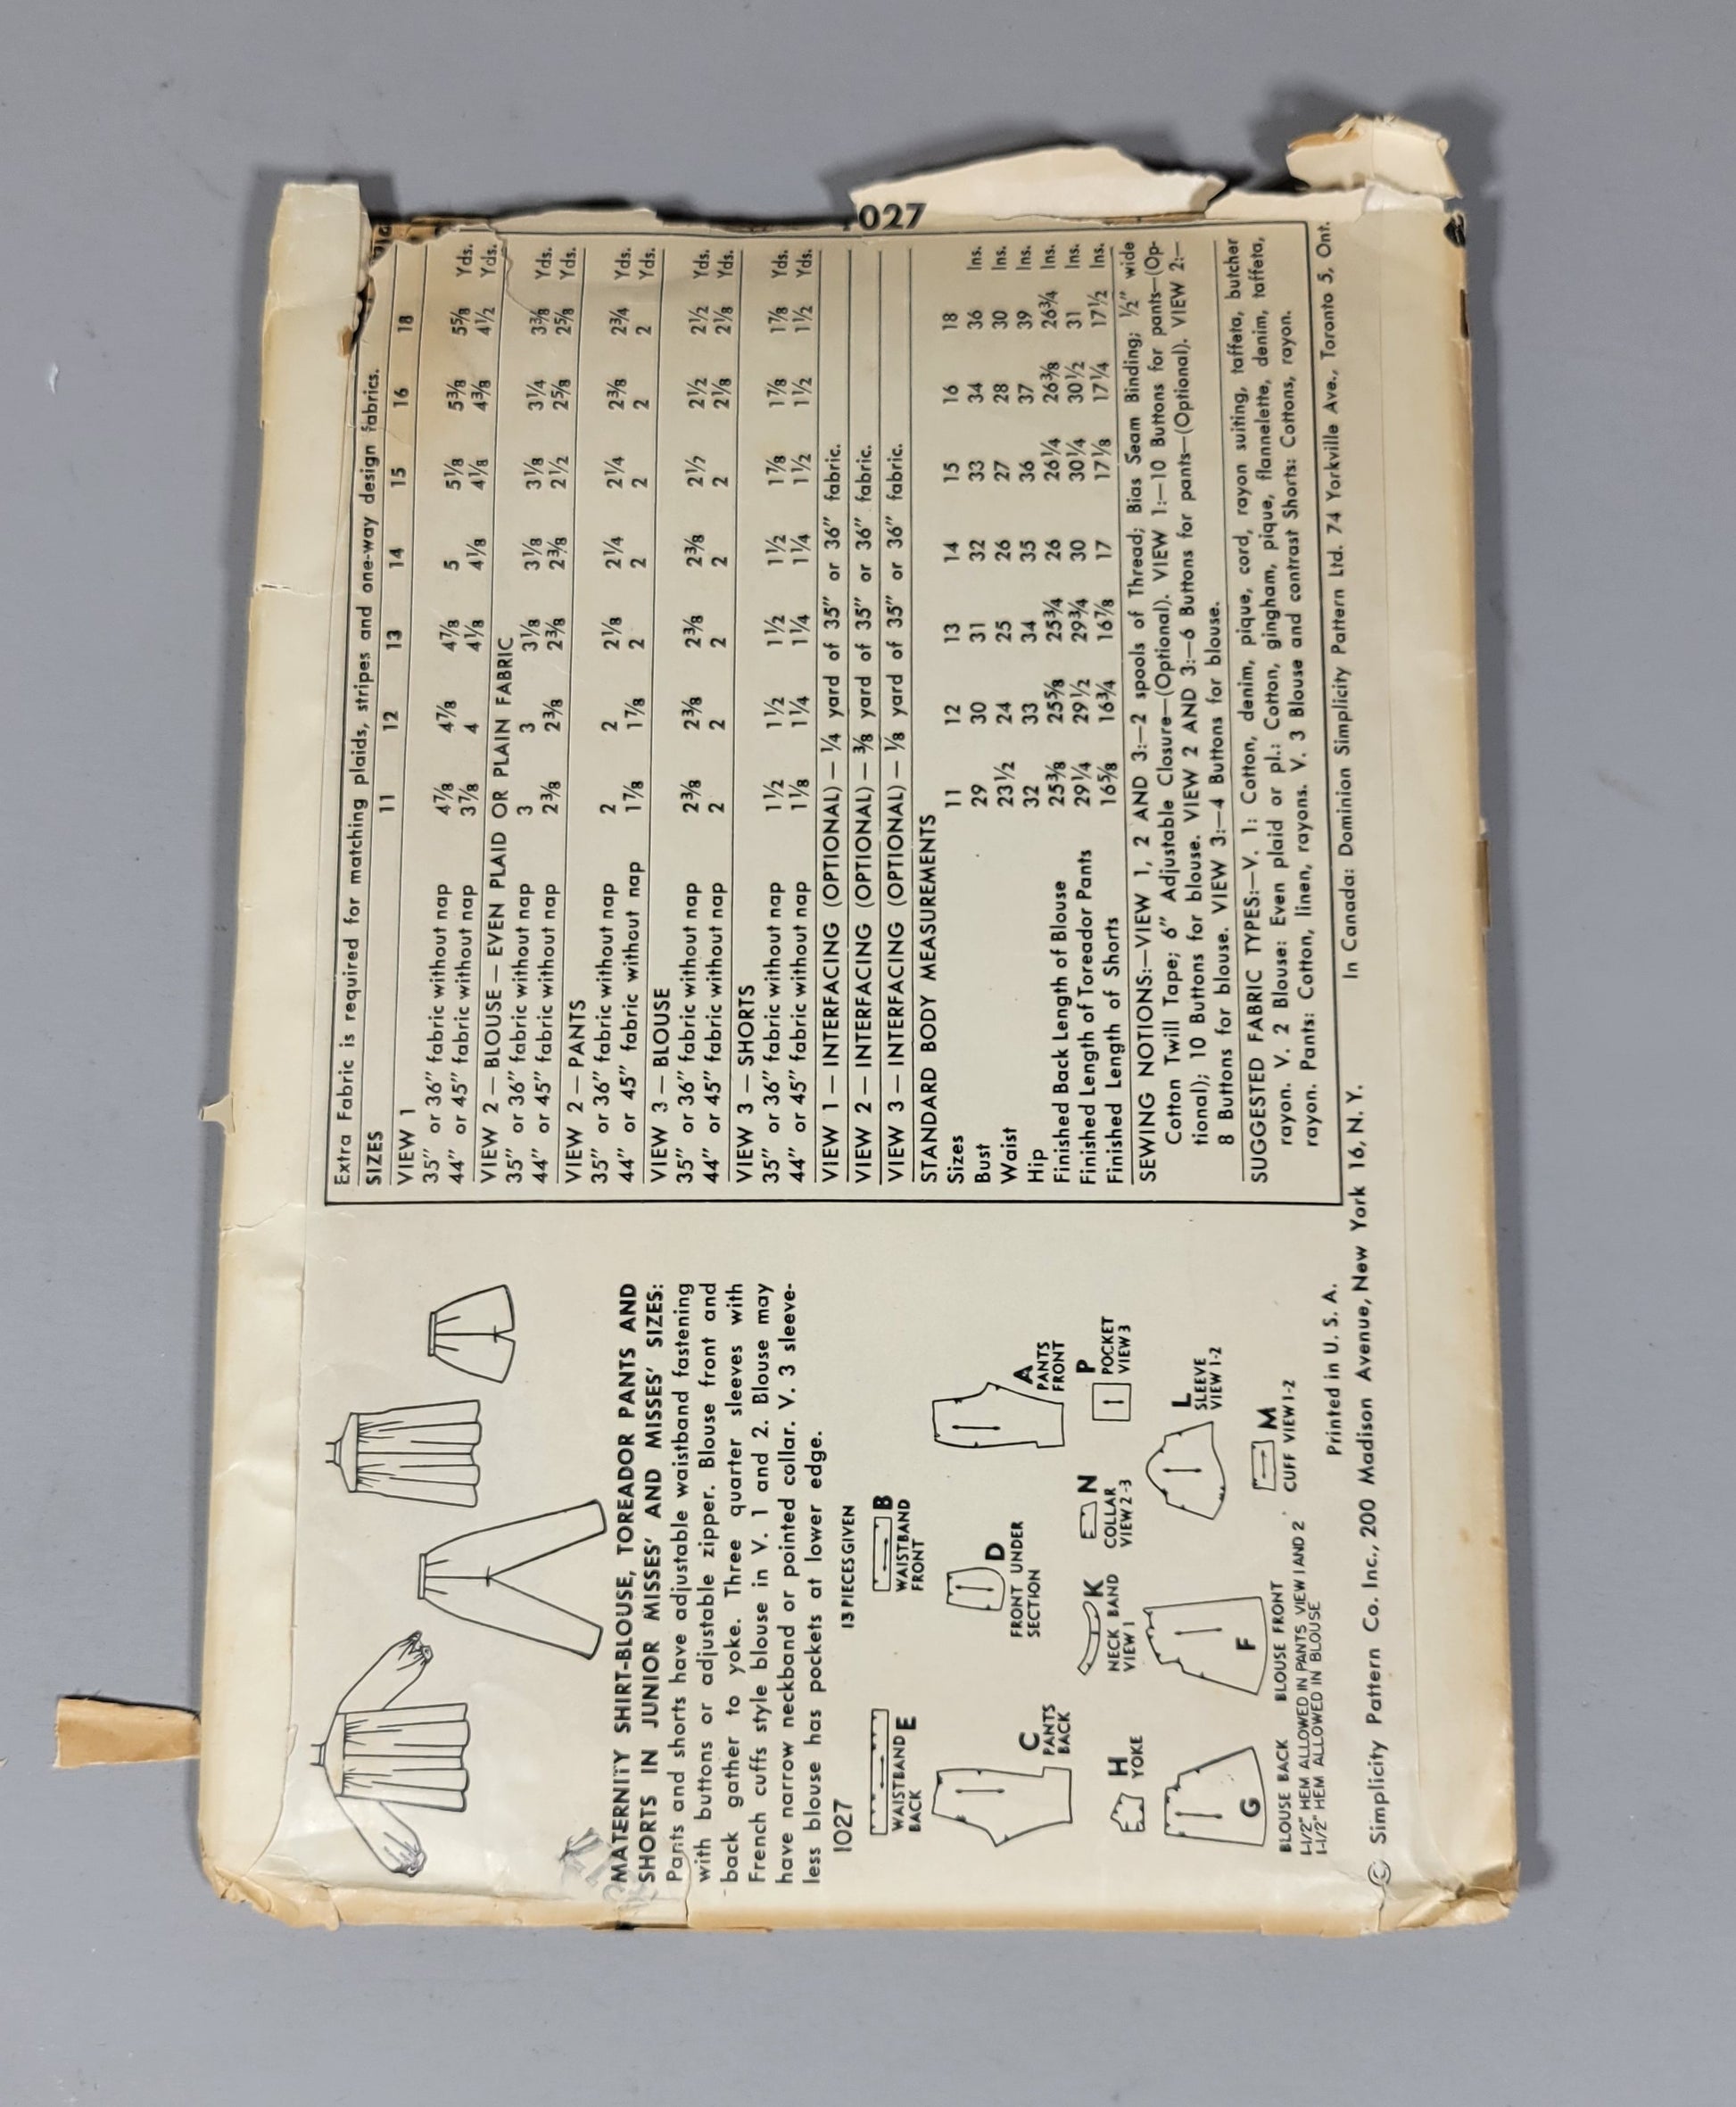 027
MATERNITY SHIRT-BLOUSE, TOREADOR PANTS AND
SHORTS IN JUNIOR MISSES' AND MISSES' SIZES:
Pants and shorts have adjustable waistband fastening
with buttons or adjustable zipper. Blouse front and
back gather to yoke. Three quarter sleeves with
French cuffs style blouse in V. 1 and 2. Blouse may
have narrow neckband or pointed collar. V. 3 sleeve-
less blouse has pockets at lower edge.
1027
13 PIECES GIVEN
WAISTBAND E
BACK
B
WAISTBAND
FRONT
C
PANTS
BACK
D
FRONT UNDER
SECTION
A
PANTS
FRONT
H
YOKE
K
NECK BAND
VIEW 1
N
COLLAR
VIEW 2-3
P
POCKET
VIEW 3
G
BLOUSE BACK
F
BLOUSE FRONT
L
SLEEVE
VIEW 1-2
M
CUFF VIEW 1-2
1-1/2" HEM ALLOWED IN PANTS VIEW 1 AND 2
1-1/2" HEM ALLOWED IN BLOUSE
Printed in U. S. A.
Extra Fabric is required for matching plaids, stripes and one-way design fabrics.
SIZES 11 12 13 14 15 16 18
VIEW 1
35" or 36" fabric without nap 4⅞ 4⅞ 4⅞ 5 5⅛ 5⅜ 5⅝ Yds.
44" or 45" fabric without nap 3⅞ 4 4⅛ 4⅛ 4⅛ 4⅜ 4½ Yds.
VIEW 2 — BLOUSE — EVEN PLAID OR PLAIN FABRIC
35" or 36" fabric without nap 3 3 3⅛ 3⅛ 3⅛ 3¼ 3⅜ Yds.
44" or 45" fabric without nap 2⅜ 2⅜ 2⅜ 2⅜ 2½ 2⅝ 2⅝ Yds.
VIEW 2 — PANTS
35" or 36" fabric without nap 2 2 2⅛ 2¼ 2¼ 2⅜ 2¾ Yds.
44" or 45" fabric without nap 1⅞ 1⅞ 2 2 2 2 2 Yds.
VIEW 3 — BLOUSE
35" or 36" fabric without nap 2⅜ 2⅜ 2⅜ 2⅜ 2½ 2½ 2½ Yds.
44" or 45" fabric without nap 2 2 2 2 2 2⅛ 2⅛ Yds.
VIEW 3 — SHORTS
35" or 36" fabric without nap 1½ 1½ 1½ 1½ 1⅞ 1⅞ 1⅞ Yds.
44" or 45" fabric without nap 1⅛ 1¼ 1¼ 1¼ 1½ 1½ 1½ Yds.
VIEW 1 — INTERFACING (OPTIONAL) — ¼ yard of 35" or 36" fabric.
VIEW 2 — INTERFACING (OPTIONAL) — ⅜ yard of 35" or 36" fabric.
VIEW 3 — INTERFACING (OPTIONAL) — ⅛ yard of 35" or 36" fabric.
STANDARD BODY MEASUREMENTS
Sizes 11 12 13 14 15 16 18
Bust 29 30 31 32 33 34 36 Ins.
Waist 23½ 24 25 26 27 28 30 Ins.
Hip 32 33 34 35 36 37 39 Ins.
Finished Back Length of Blouse 25⅜ 25⅝ 25¾ 26 26¼ 26⅜ 26¾ Ins.
Finished Length of Toreador Pants 29¼ 29½ 29¾ 30 30¼ 30½ 31 Ins.
Finished Length of Shorts 16⅝ 16¾ 16⅞ 17 17⅛ 17¼ 17½ Ins.
SEWING NOTIONS:—VIEW 1, 2 AND 3:—2 spools of Thread; Bias Seam Binding; ½" wide
Cotton Twill Tape; 6" Adjustable Closure—(Optional). VIEW 1:—10 Buttons for pants—(Op-
tional); 10 Buttons for blouse. VIEW 2 AND 3:—6 Buttons for pants—(Optional). VIEW 2:—
8 Buttons for blouse. VIEW 3:—4 Buttons for blouse.
SUGGESTED FABRIC TYPES:—V. 1: Cotton, denim, pique, cord, rayon suiting, taffeta, butcher
rayon. V. 2 Blouse: Even plaid or pl.: Cotton, gingham, pique, flannelette, denim, taffeta,
rayon. Pants: Cotton, linen, rayons. V. 3 Blouse and contrast Shorts: Cottons, rayon.
© Simplicity Pattern Co. Inc., 200 Madison Avenue, New York 16, N. Y. In Canada: Dominion Simplicity Pattern Ltd. 74 Yorkville Ave., Toronto 5, Ont.